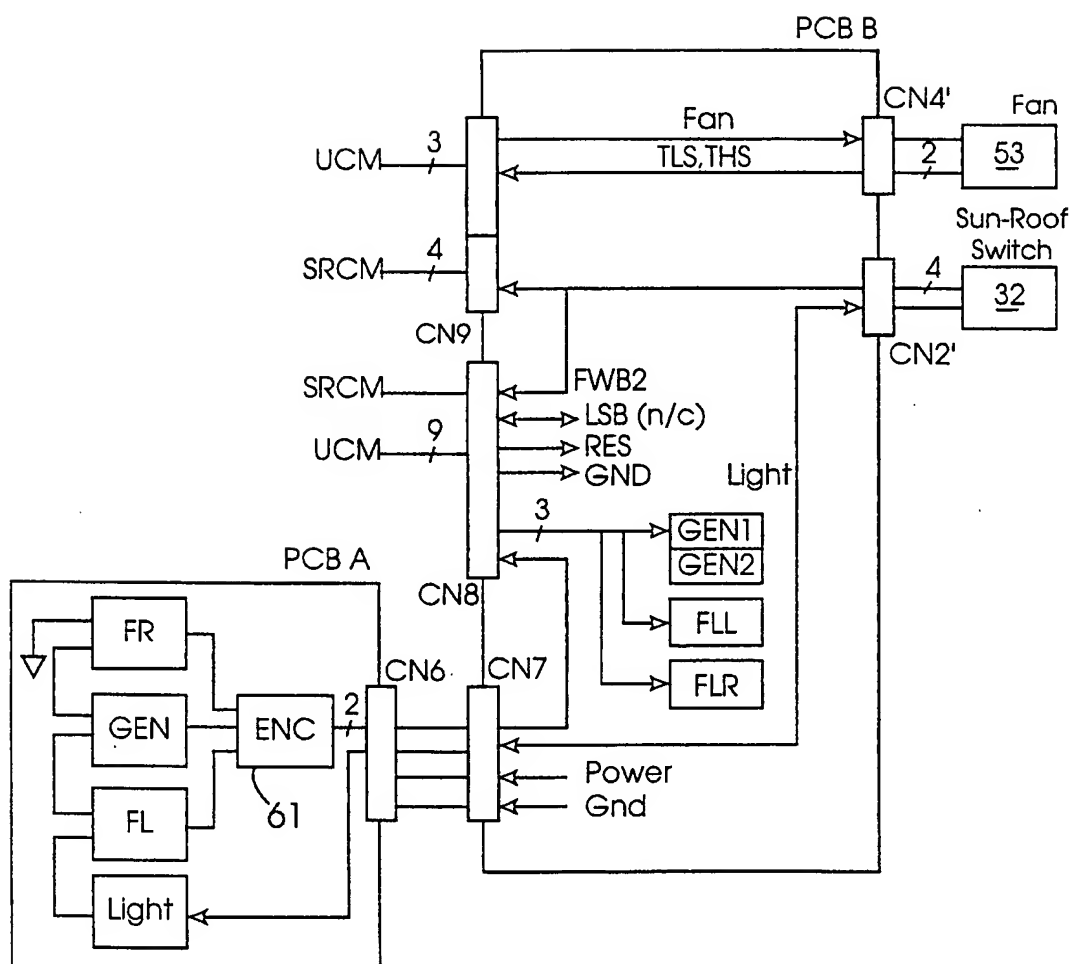 PCB B
CN4'
Fan
Fan
3
UCM
TLS,THS
2
53
Sun-Roof
Switch
4
SRCM
4
32
CN9
CN2'
SRCM
FWB2
LSB (n/c)
9
UCM
RES
GND
Light
3
GEN1
GEN2
PCB A
CN8
FR
FLL
CN6
CN7
FLR
GEN
ENC
2
Power
61
Gnd
FL
Light